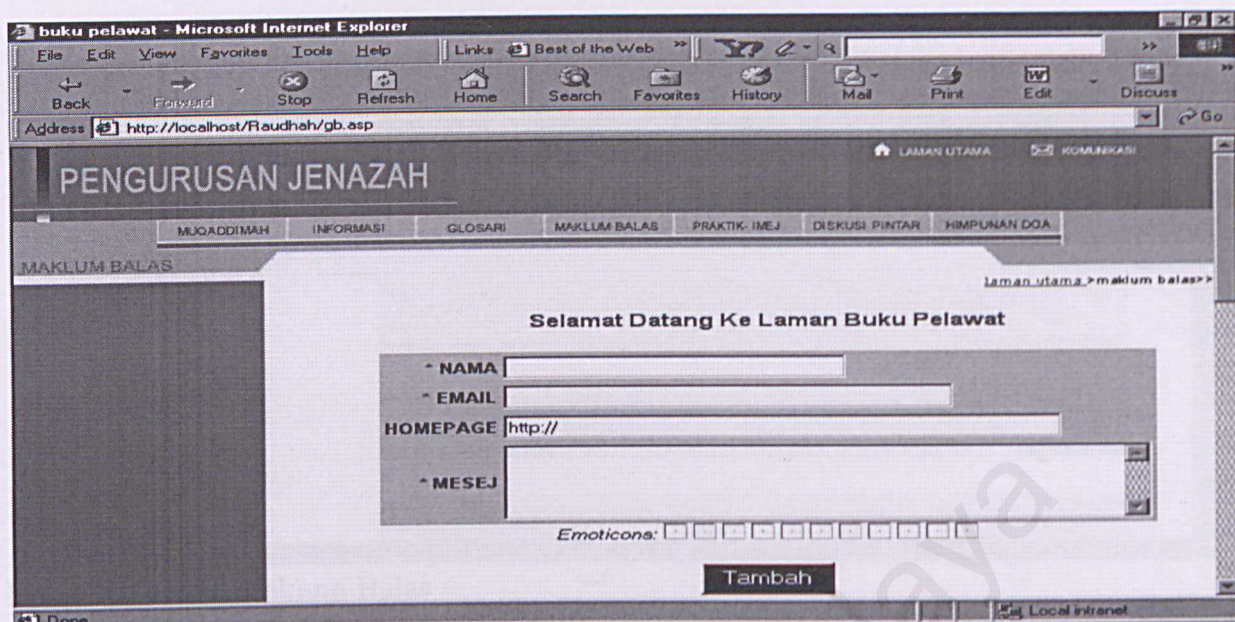 buku pelawat - Microsoft Internet Explorer
File Edit View Favorites Tools Help Links Best of the Web »
Back Forward Stop Refresh Home Search Favorites History Mail Print Edit Discuss »
Address http://localhost/Raudhah/gb.asp Go
LAMAN UTAMA KOMUNIKASI
PENGURUSAN JENAZAH
MUQADDIMAH INFORMASI GLOSARI MAKLUM BALAS PRAKTIK- IMEJ DISKUSI PINTAR HIMPUNAN DOA
MAKLUM BALAS
Laman utama >maklum balas>>
Selamat Datang Ke Laman Buku Pelawat
* NAMA
* EMAIL
HOMEPAGE http://
* MESEJ
Emoticons:
Tambah
Done Local intranet